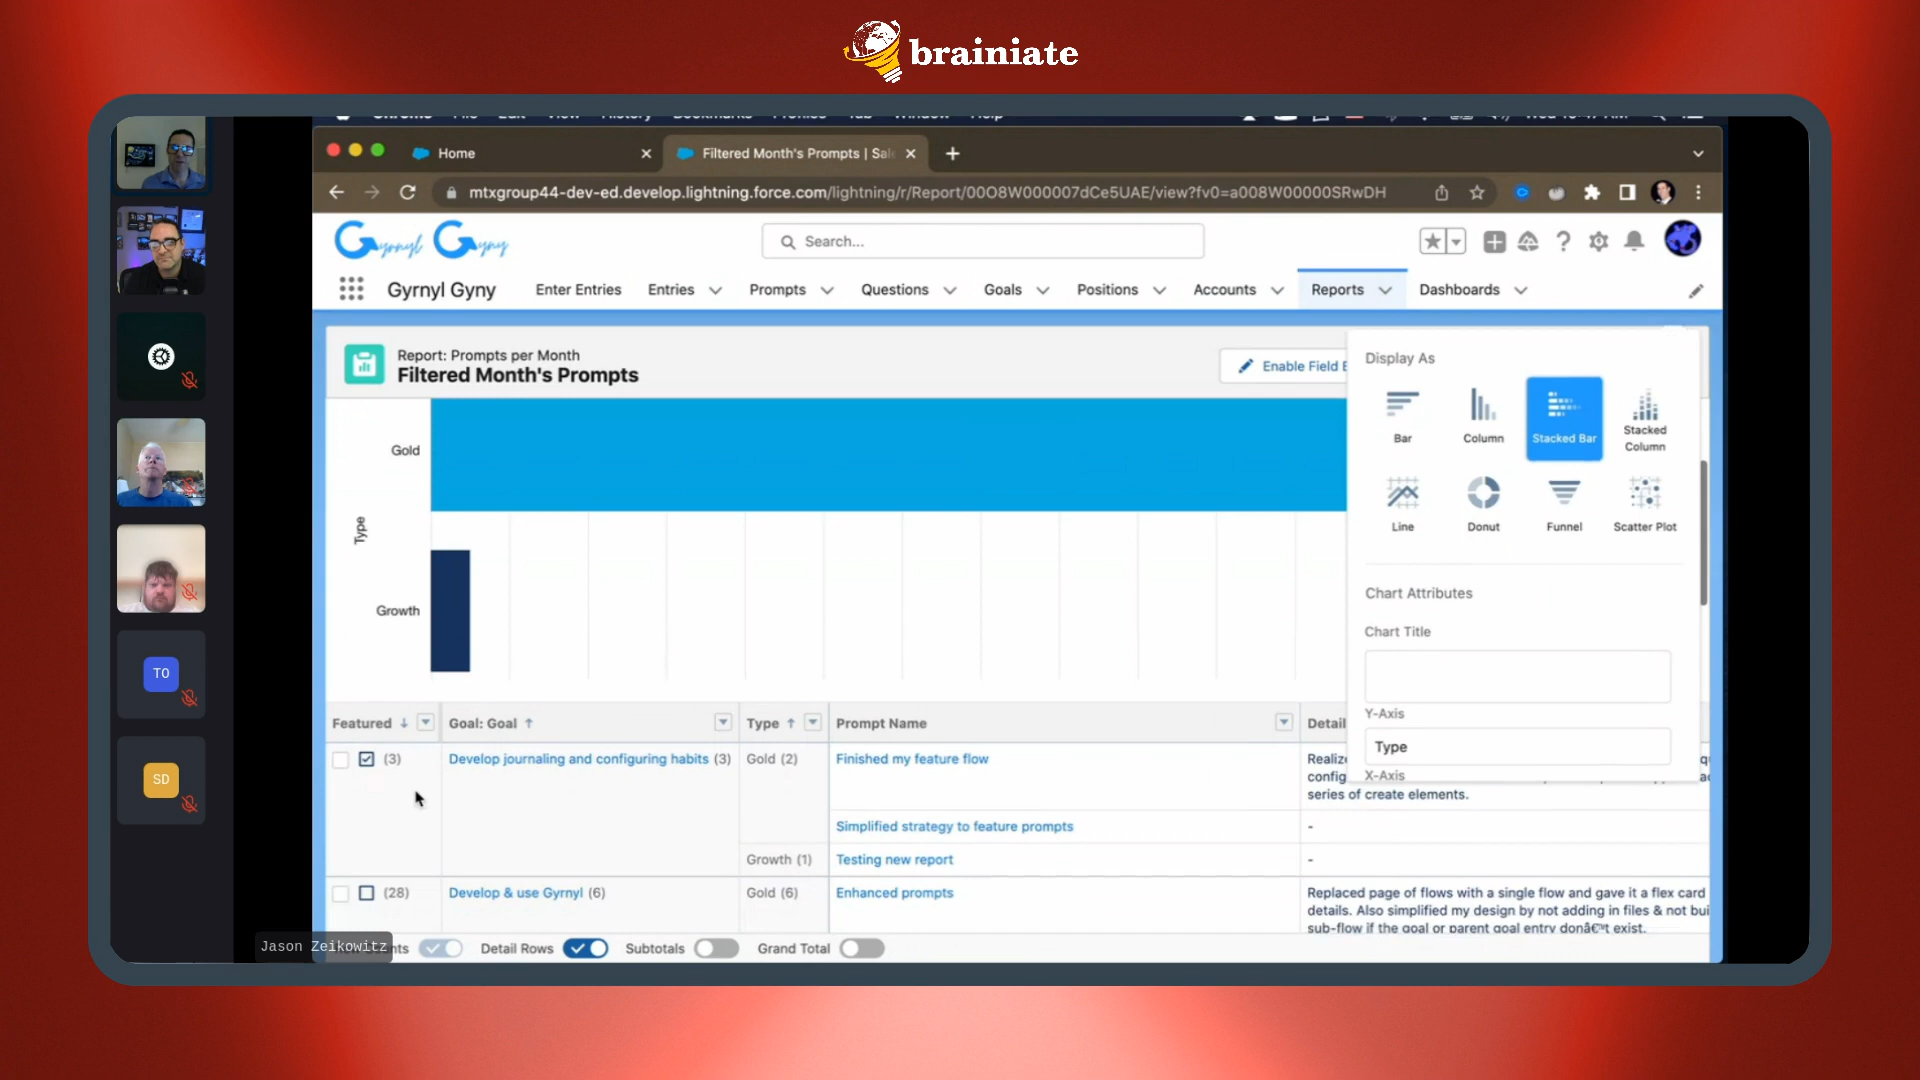 brainiate
Home
Filtered Month's Prompts | Sal
mtxgroup44-dev-ed.develop.lightning.force.com/lightning/r/Report/00O8W000007dCe5UAE/view?fv0=a008W00000SRwDH
Gyrnyl Gyny
Search...
Gyrnyl Gyny
Enter Entries
Entries
Prompts
Questions
Goals
Positions
Accounts
Reports
Dashboards
Report: Prompts per Month
Filtered Month's Prompts
Enable Field E
Display As
Bar
Column
Stacked Bar
Stacked
Column
Line
Donut
Funnel
Scatter Plot
Chart Attributes
Chart Title
Y-Axis
Type
X-Axis
Gold
Type
Growth
Featured
Goal: Goal
Type
Prompt Name
Detail
(3)
Develop journaling and configuring habits (3)
Gold (2)
Finished my feature flow
Realiz
config
series of create elements.
Simplified strategy to feature prompts
-
Growth (1)
Testing new report
-
(28)
Develop & use Gyrnyl (6)
Gold (6)
Enhanced prompts
Replaced page of flows with a single flow and gave it a flex card
details. Also simplified my design by not adding in files & not bui
sub-flow if the goal or parent goal entry donâ€™t exist.
Detail Rows
Subtotals
Grand Total
Jason Zeikowitz
TO
SD